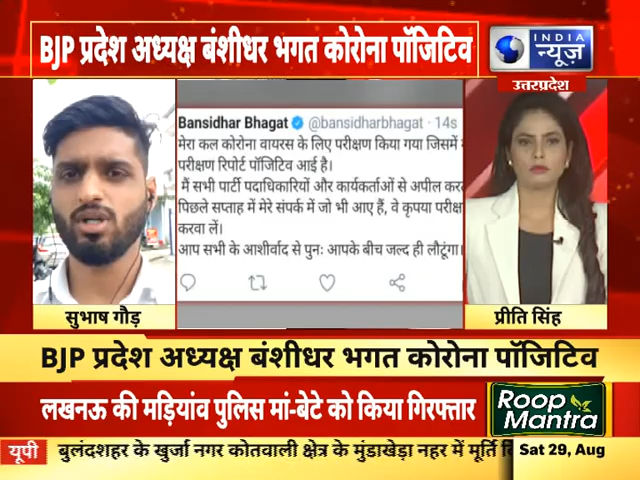 BJP प्रदेश अध्यक्ष बंशीधर भगत कोरोना पॉजिटिव
INDIA
न्यूज़
उत्तरप्रदेश
Bansidhar Bhagat @bansidharbhagat · 14s
मेरा कल कोरोना वायरस के लिए परीक्षण किया गया जिसमें
परीक्षण रिपोर्ट पॉजिटिव आई है।
मैं सभी पार्टी पदाधिकारियों और कार्यकर्ताओं से अपील कर
पिछले सप्ताह में मेरे संपर्क में जो भी आए हैं, वे कृपया परीक्ष
करवा लें।
आप सभी के आशीर्वाद से पुनः आपके बीच जल्द ही लौटूंगा।
सुभाष गौड़
प्रीति सिंह
BJP प्रदेश अध्यक्ष बंशीधर भगत कोरोना पॉजिटिव
लखनऊ की मड़ियांव पुलिस मां-बेटे को किया गिरफ्तार
Roop
Mantra
यूपी बुलंदशहर के खुर्जा नगर कोतवाली क्षेत्र के मुंडाखेड़ा नहर में मूर्ति Sat 29, Aug